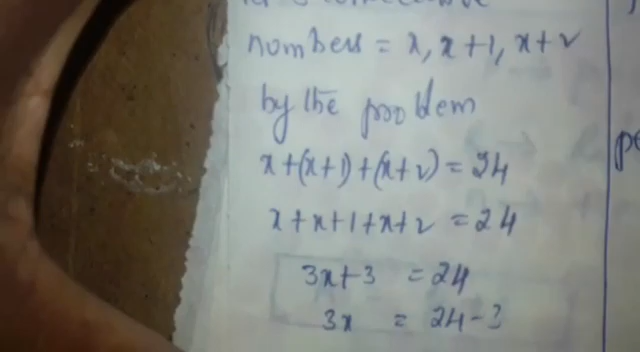 numbers = x, x+1, x+2
by the problem
x+(x+1)+(x+2) = 24
x+x+1+x+2 = 24
3x+3 = 24
3x = 24-3